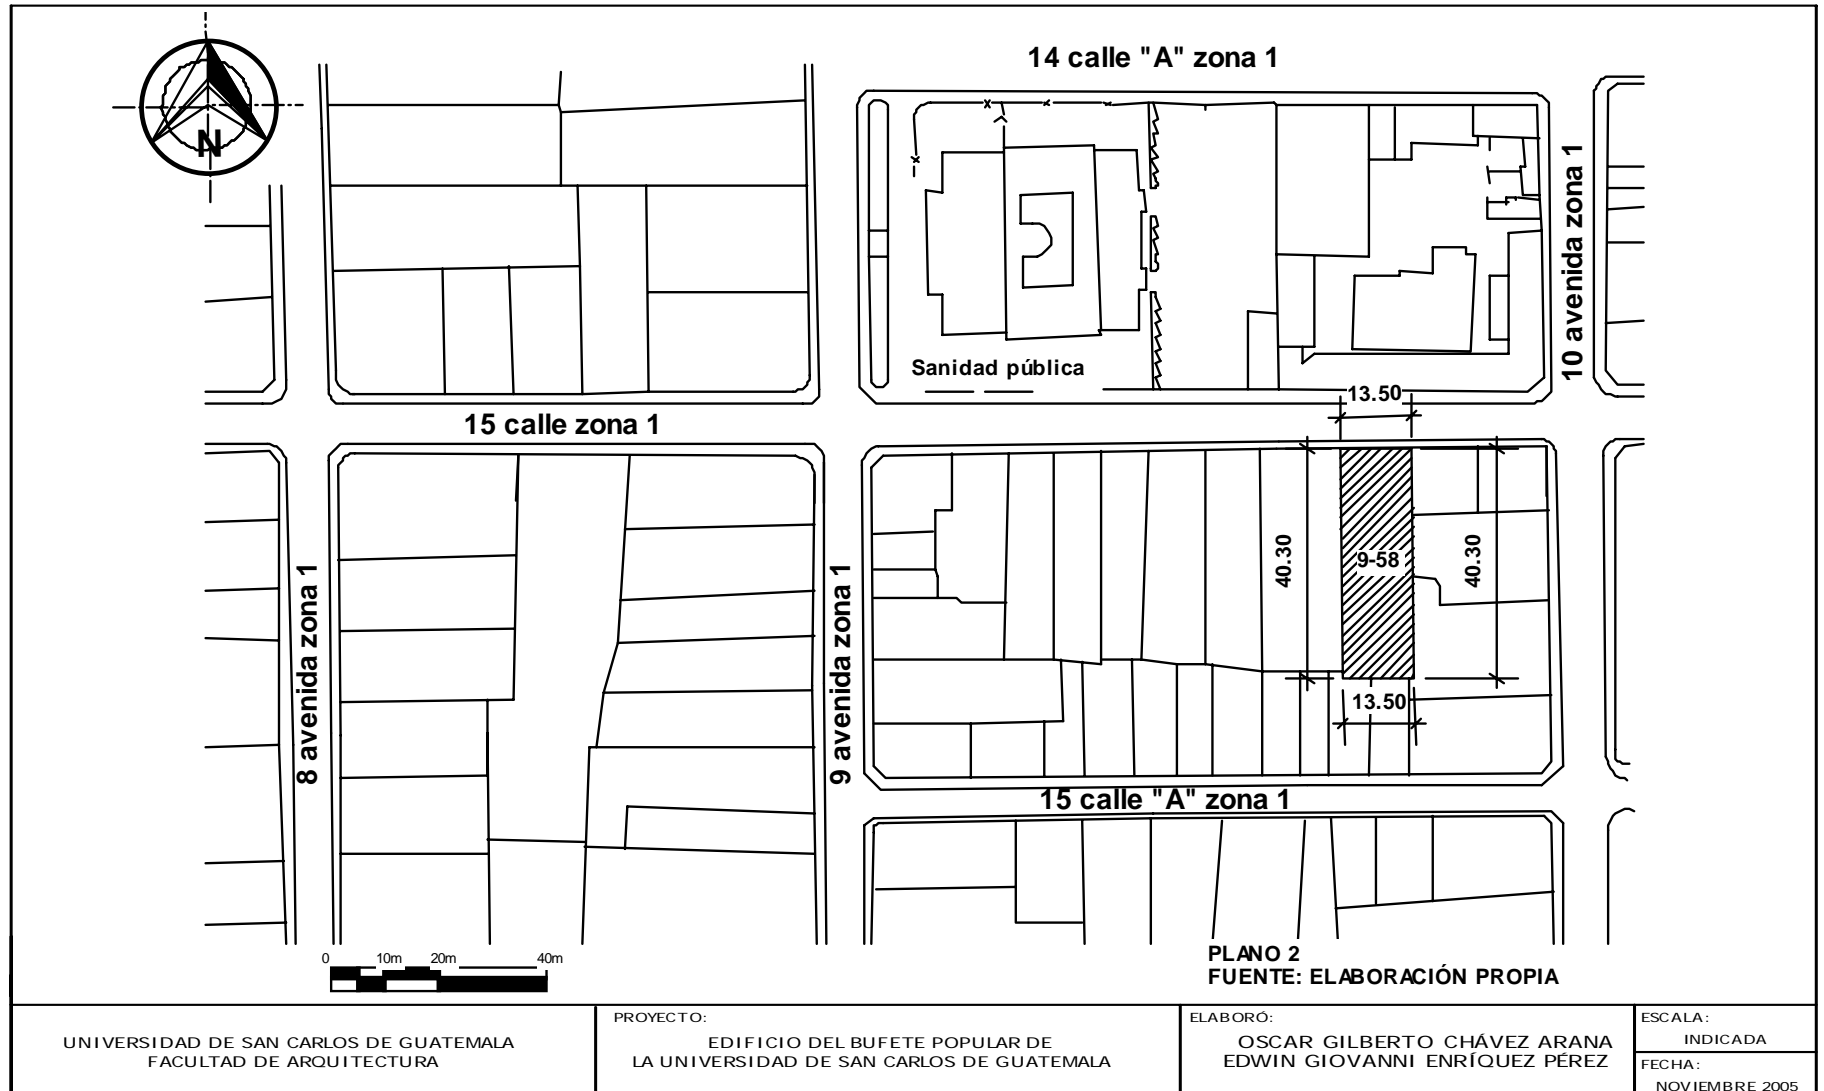 14 calle "A" zona 1
N
10 avenida zona 1
Sanidad pública
13.50
15 calle zona 1
40.30
9-58
40.30
8 avenida zona 1
9 avenida zona 1
13.50
15 calle "A" zona 1
0 10m 20m 40m
PLANO 2
FUENTE: ELABORACIÓN PROPIA
UNIVERSIDAD DE SAN CARLOS DE GUATEMALA
FACULTAD DE ARQUITECTURA
PROYECTO:
EDIFICIO DEL BUFETE POPULAR DE
LA UNIVERSIDAD DE SAN CARLOS DE GUATEMALA
ELABORÓ:
OSCAR GILBERTO CHÁVEZ ARANA
EDWIN GIOVANNI ENRÍQUEZ PÉREZ
ESCALA:
INDICADA
FECHA:
NOVIEMBRE 2005